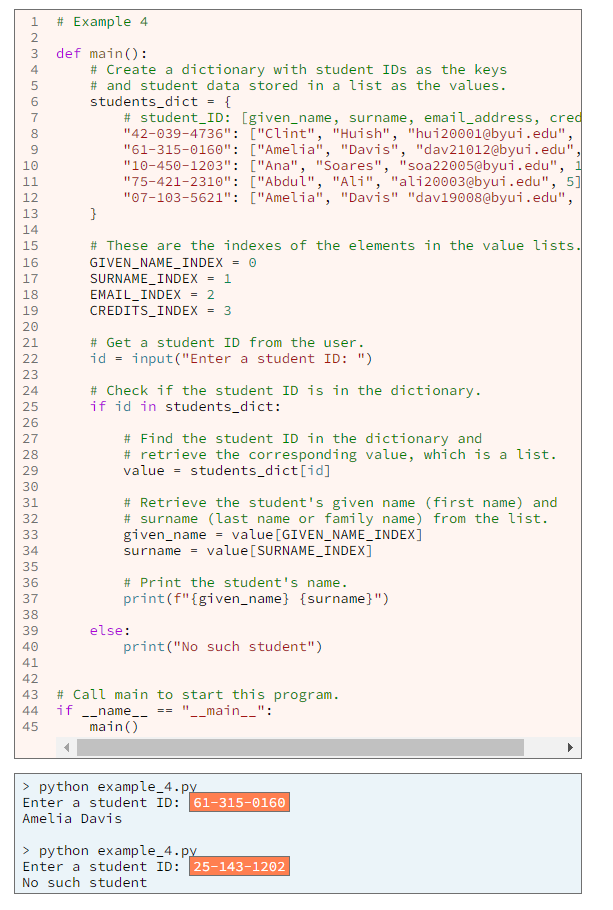 1 # Example 4
2
3 def main():
4     # Create a dictionary with student IDs as the keys
5     # and student data stored in a list as the values.
6     students_dict = {
7         # student_ID: [given_name, surname, email_address, cred
8         "42-039-4736": ["Clint", "Huish", "hui20001@byui.edu",
9         "61-315-0160": ["Amelia", "Davis", "dav21012@byui.edu",
10         "10-450-1203": ["Ana", "Soares", "soa22005@byui.edu", 1
11         "75-421-2310": ["Abdul", "Ali", "ali20003@byui.edu", 5]
12         "07-103-5621": ["Amelia", "Davis" "dav19008@byui.edu",
13     }
14
15     # These are the indexes of the elements in the value lists.
16     GIVEN_NAME_INDEX = 0
17     SURNAME_INDEX = 1
18     EMAIL_INDEX = 2
19     CREDITS_INDEX = 3
20
21     # Get a student ID from the user.
22     id = input("Enter a student ID: ")
23
24     # Check if the student ID is in the dictionary.
25     if id in students_dict:
26
27         # Find the student ID in the dictionary and
28         # retrieve the corresponding value, which is a list.
29         value = students_dict[id]
30
31         # Retrieve the student's given name (first name) and
32         # surname (last name or family name) from the list.
33         given_name = value[GIVEN_NAME_INDEX]
34         surname = value[SURNAME_INDEX]
35
36         # Print the student's name.
37         print(f"{given_name} {surname}")
38
39     else:
40         print("No such student")
41
42
43 # Call main to start this program.
44 if __name__ == "__main__":
45     main()
> python example_4.py
Enter a student ID: 61-315-0160
Amelia Davis
> python example_4.py
Enter a student ID: 25-143-1202
No such student